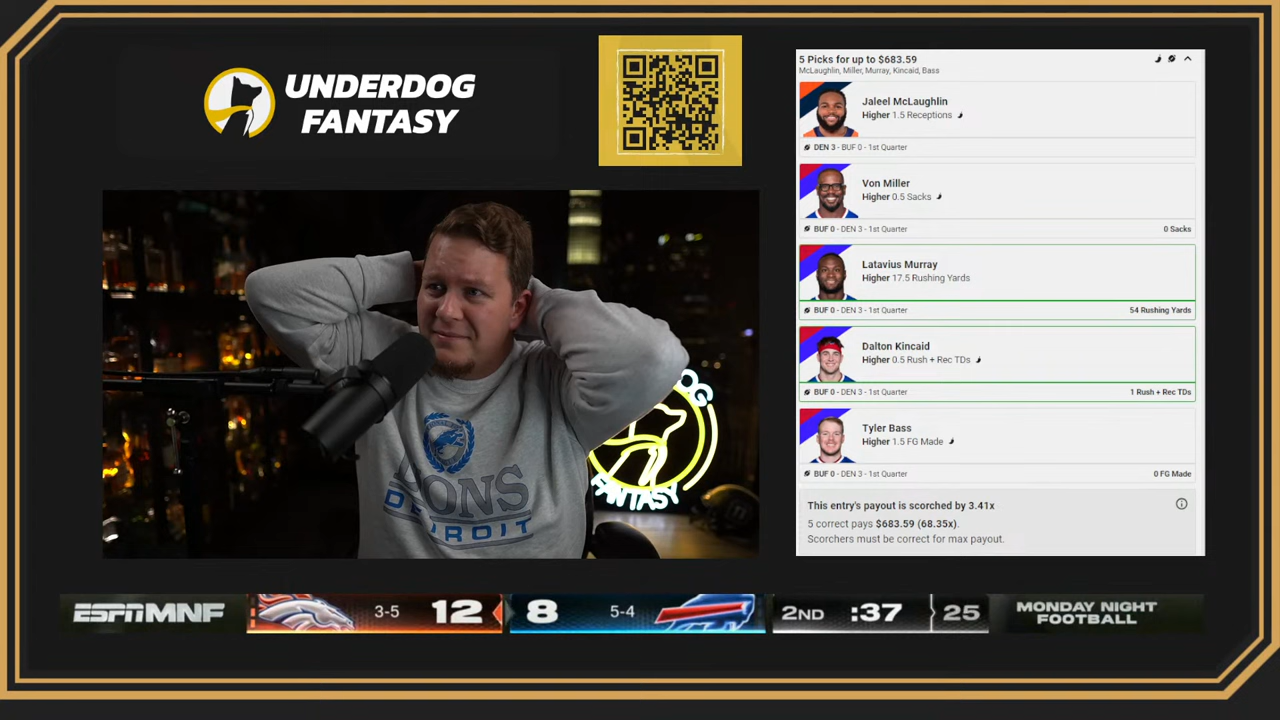 UNDERDOG
FANTASY
5 Picks for up to $683.59
McLaughlin, Miller, Murray, Kincaid, Bass
Jaleel McLaughlin
Higher 1.5 Receptions
DEN 3 - BUF 0 - 1st Quarter
Von Miller
Higher 0.5 Sacks
BUF 0 - DEN 3 - 1st Quarter
0 Sacks
Latavius Murray
Higher 17.5 Rushing Yards
BUF 0 - DEN 3 - 1st Quarter
54 Rushing Yards
Dalton Kincaid
Higher 0.5 Rush + Rec TDs
BUF 0 - DEN 3 - 1st Quarter
1 Rush + Rec TDs
Tyler Bass
Higher 1.5 FG Made
BUF 0 - DEN 3 - 1st Quarter
0 FG Made
This entry's payout is scorched by 3.41x
5 correct pays $683.59 (68.35x).
Scorchers must be correct for max payout.
LIONS
DETROIT
OG
FANTASY
ESPN MNF
3-5
12
8
5-4
2ND
:37
25
MONDAY NIGHT
FOOTBALL